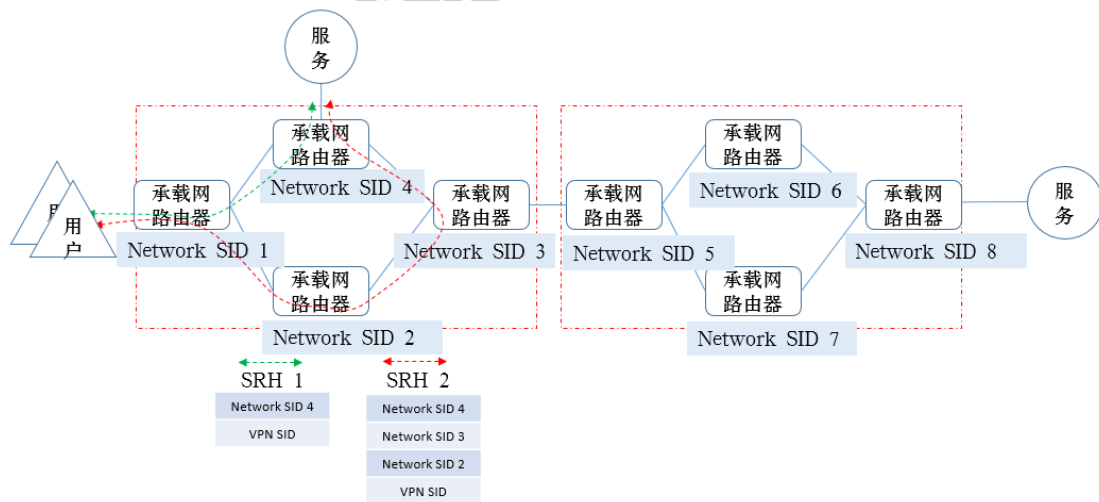 服
务
承载网
路由器
Network SID 4
承载网
路由器
Network SID 6
承载网
路由器
Network SID 1
承载网
路由器
Network SID 3
承载网
路由器
Network SID 5
承载网
路由器
Network SID 8
服
务
用
户
承载网
路由器
Network SID 2
承载网
路由器
Network SID 7
SRH 1
Network SID 4
VPN SID
SRH 2
Network SID 4
Network SID 3
Network SID 2
VPN SID